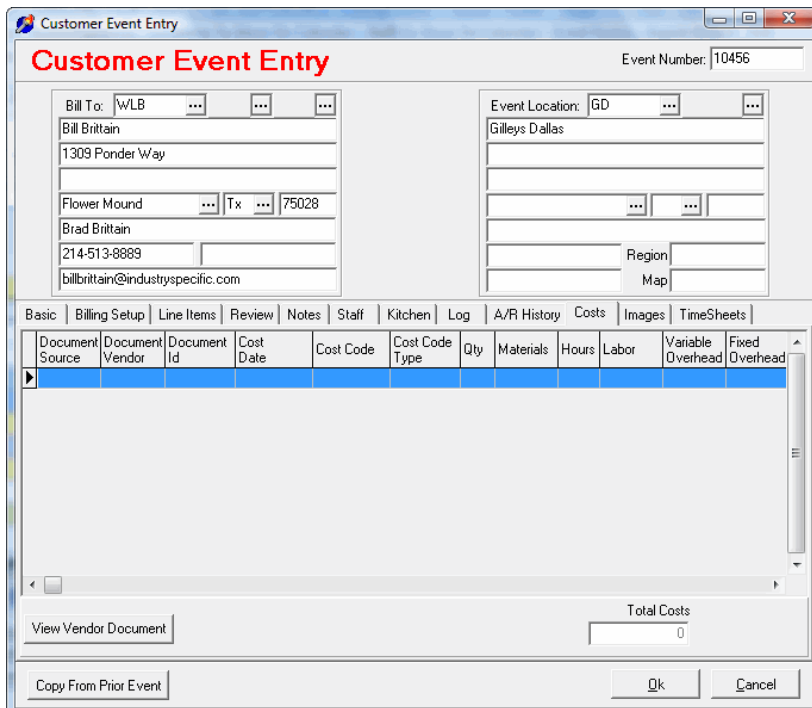 Customer Event Entry
Customer Event Entry
Event Number: 10456
Bill To: WLB ... ... ...
Bill Brittain
1309 Ponder Way
Flower Mound ... Tx ... 75028
Brad Brittain
214-513-8889
billbrittain@industryspecific.com
Event Location: GD ... ...
Gilleys Dallas
... ...
Region
Map
Basic Billing Setup Line Items Review Notes Staff Kitchen Log A/R History Costs Images TimeSheets
Document Source Document Vendor Document Id Cost Date Cost Code Cost Code Type Qty Materials Hours Labor Variable Overhead Fixed Overhead
View Vendor Document
Total Costs
0
Copy From Prior Event
Ok
Cancel